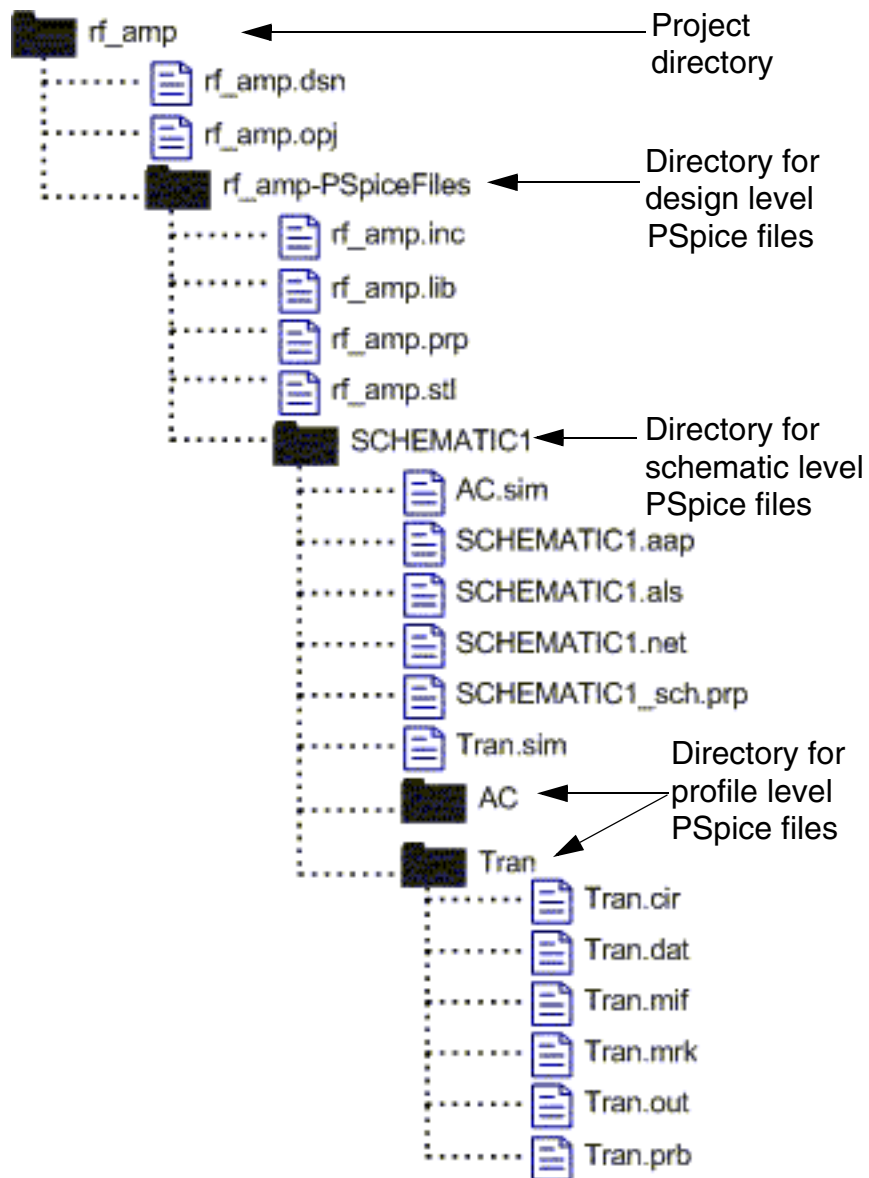 rf_amp
Project
directory
rf_amp.dsn
rf_amp.opj
rf_amp-PSpiceFiles
Directory for
design level
PSpice files
rf_amp.inc
rf_amp.lib
rf_amp.prp
rf_amp.stl
SCHEMATIC1
Directory for
schematic level
PSpice files
AC.sim
SCHEMATIC1.aap
SCHEMATIC1.als
SCHEMATIC1.net
SCHEMATIC1_sch.prp
Tran.sim
Directory for
profile level
PSpice files
AC
Tran
Tran.cir
Tran.dat
Tran.mif
Tran.mrk
Tran.out
Tran.prb